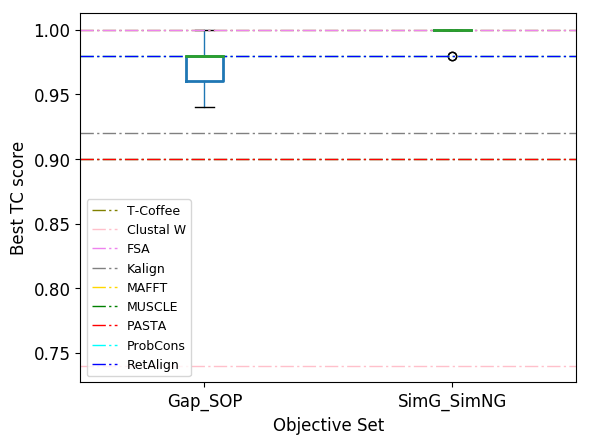 Best TC score
1.00
0.95
0.90
0.85
0.80
0.75
T-Coffee
Clustal W
FSA
Kalign
MAFFT
MUSCLE
PASTA
ProbCons
RetAlign
Gap_SOP
SimG_SimNG
Objective Set